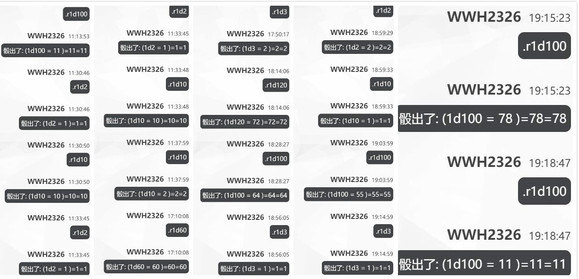 .r1d100
WWH2326 11:13:53
骰出了: (1d100 = 11 )=11=11
WWH2326 11:30:46
.r1d2
WWH2326 11:30:46
骰出了: (1d2 = 1 )=1=1
WWH2326 11:30:50
.r1d10
WWH2326 11:30:50
骰出了: (1d10 = 10 )=10=10
WWH2326 11:33:45
.r1d2
WWH2326 11:33:45
骰出了: (1d2 = 1 )=1=1
.r1d2
WWH2326 11:33:45
骰出了: (1d2 = 1 )=1=1
WWH2326 11:33:48
.r1d10
WWH2326 11:33:48
骰出了: (1d10 = 10 )=10=10
WWH2326 11:37:59
.r1d10
WWH2326 11:37:59
骰出了: (1d10 = 2 )=2=2
WWH2326 17:10:08
.r1d60
WWH2326 17:10:08
骰出了: (1d60 = 60 )=60=60
.r1d3
WWH2326 17:50:17
骰出了: (1d3 = 2 )=2=2
WWH2326 18:14:06
.r1d120
WWH2326 18:14:06
骰出了: (1d120 = 72 )=72=72
WWH2326 18:28:27
.r1d100
WWH2326 18:28:27
骰出了: (1d100 = 64 )=64=64
WWH2326 18:56:05
.r1d3
WWH2326 18:56:05
骰出了: (1d3 = 1 )=1=1
.r1d2
WWH2326 18:59:29
骰出了: (1d2 = 2 )=2=2
WWH2326 18:59:33
.r1d10
WWH2326 18:59:33
骰出了: (1d10 = 1 )=1=1
WWH2326 19:03:59
.r1d100
WWH2326 19:03:59
骰出了: (1d100 = 55 )=55=55
WWH2326 19:14:59
.r1d3
WWH2326 19:14:59
骰出了: (1d3 = 1 )=1=1
WWH2326 19:15:23
.r1d100
WWH2326 19:15:23
骰出了: (1d100 = 78 )=78=78
WWH2326 19:18:47
.r1d100
WWH2326 19:18:47
骰出了: (1d100 = 11 )=11=11